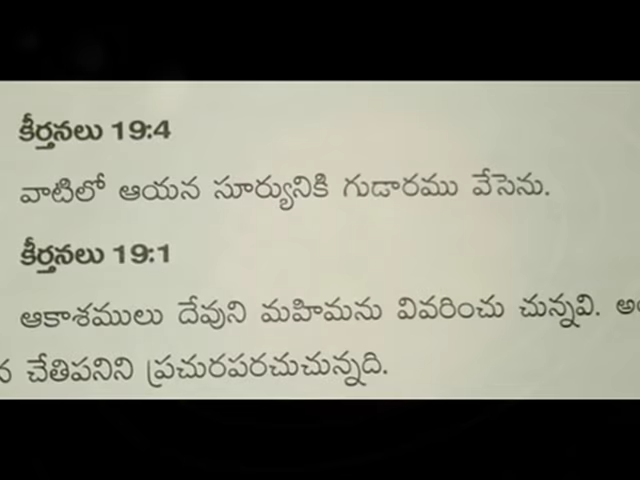 కీర్తనలు 19:4
వాటిలో ఆయన సూర్యునికి గుడారము వేసెను.
కీర్తనలు 19:1
ఆకాశములు దేవుని మహిమను వివరించు చున్నవి.
చేతిపనిని ప్రచురపరచుచున్నది.